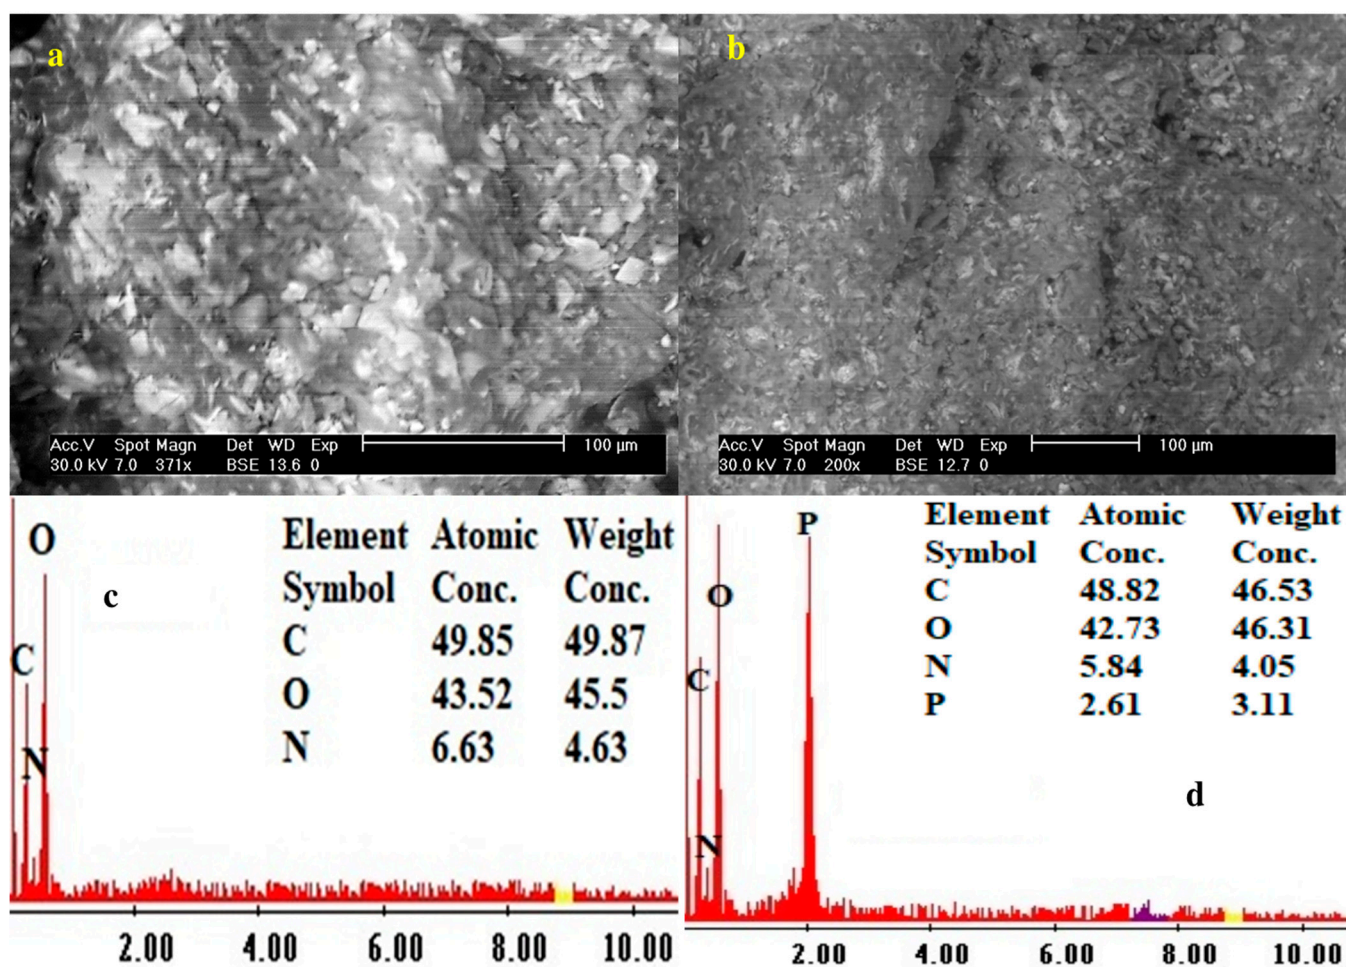 a
Acc.V Spot Magn Det WD Exp 100 µm
30.0 kV 7.0 371x BSE 13.6 0
b
Acc.V Spot Magn Det WD Exp 100 µm
30.0 kV 7.0 200x BSE 12.7 0
c
O
C
N
Element Atomic Weight
Symbol Conc. Conc.
C 49.85 49.87
O 43.52 45.5
N 6.63 4.63
2.00 4.00 6.00 8.00 10.00
d
P
O
C
N
Element Atomic Weight
Symbol Conc. Conc.
C 48.82 46.53
O 42.73 46.31
N 5.84 4.05
P 2.61 3.11
2.00 4.00 6.00 8.00 10.00